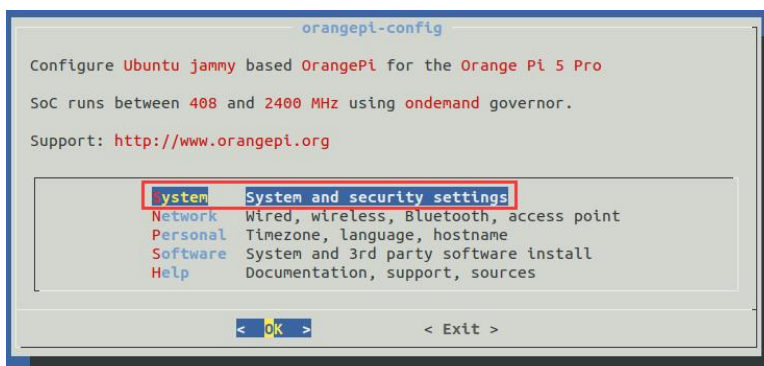 orangepi-config
Configure Ubuntu jammy based OrangePi for the Orange Pi 5 Pro
SoC runs between 408 and 2400 MHz using ondemand governor.
Support: http://www.orangepi.org
System System and security settings
Network Wired, wireless, Bluetooth, access point
Personal Timezone, language, hostname
Software System and 3rd party software install
Help Documentation, support, sources
< OK > < Exit >